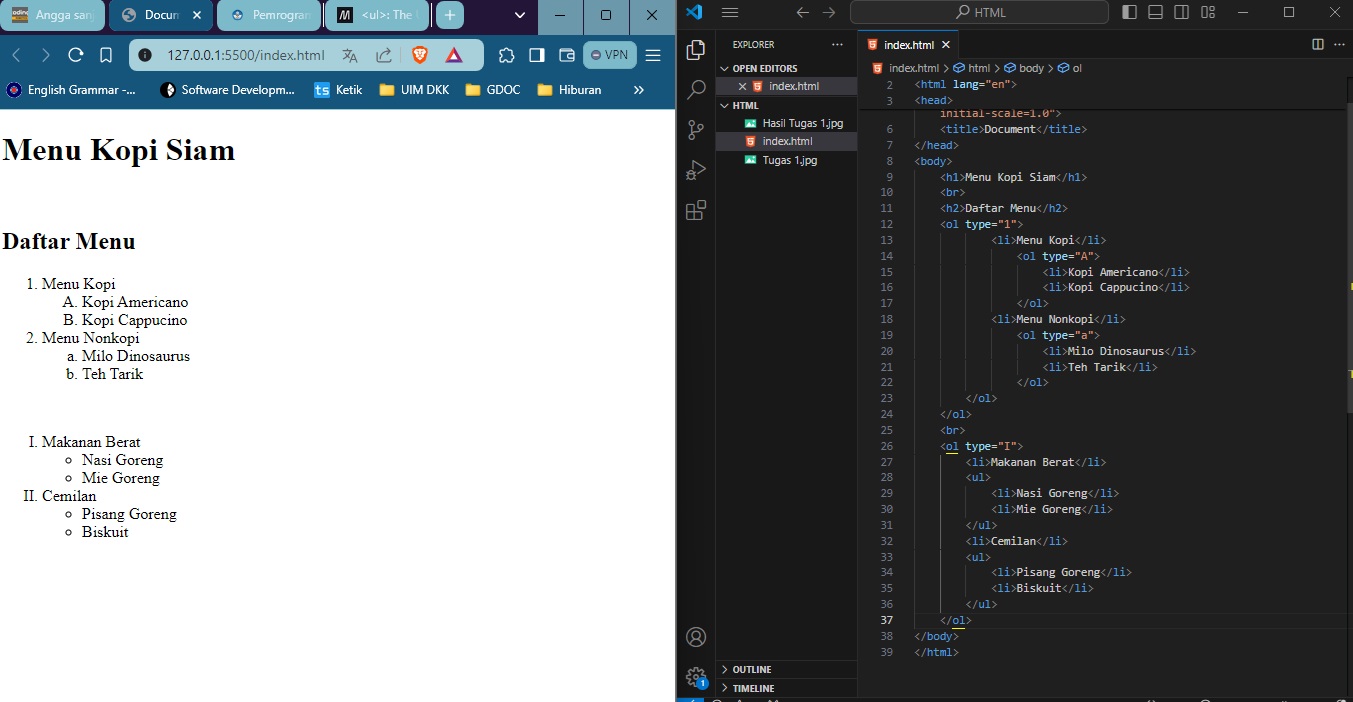 Angga san
Docun
Pemrogran
<ul>: The U
127.0.0.1:5500/index.html
VPN
English Grammar -...
Software Developm...
ts Ketik
UIM DKK
GDOC
Hiburan
»
Menu Kopi Siam
Daftar Menu
1. Menu Kopi
A. Kopi Americano
B. Kopi Cappucino
2. Menu Nonkopi
a. Milo Dinosaurus
b. Teh Tarik
I. Makanan Berat
Nasi Goreng
Mie Goreng
II. Cemilan
Pisang Goreng
Biskuit
HTML
EXPLORER
OPEN EDITORS
index.html
HTML
Hasil Tugas 1.jpg
index.html
Tugas 1.jpg
OUTLINE
TIMELINE
1
index.html
index.html > html > body > ol
2 <html lang="en">
3 <head>
initial-scale=1.0">
6 <title>Document</title>
7 </head>
8 <body>
9 <h1>Menu Kopi Siam</h1>
10 <br>
11 <h2>Daftar Menu</h2>
12 <ol type="1">
13 <li>Menu Kopi</li>
14 <ol type="A">
15 <li>Kopi Americano</li>
16 <li>Kopi Cappucino</li>
17 </ol>
18 <li>Menu Nonkopi</li>
19 <ol type="a">
20 <li>Milo Dinosaurus</li>
21 <li>Teh Tarik</li>
22 </ol>
23 </ol>
24 </ol>
25 <br>
26 <ol type="I">
27 <li>Makanan Berat</li>
28 <ul>
29 <li>Nasi Goreng</li>
30 <li>Mie Goreng</li>
31 </ul>
32 <li>Cemilan</li>
33 <ul>
34 <li>Pisang Goreng</li>
35 <li>Biskuit</li>
36 </ul>
37 </ol>
38 </body>
39 </html>